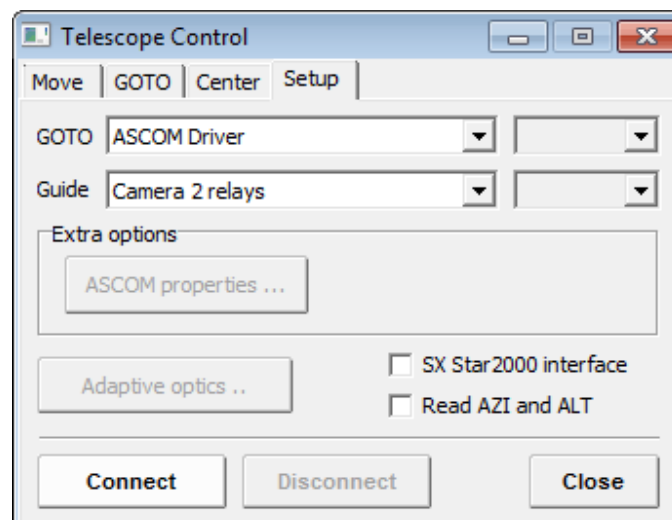 Telescope Control
Move GOTO Center Setup
GOTO ASCOM Driver
Guide Camera 2 relays
Extra options
ASCOM properties ...
Adaptive optics ..
SX Star2000 interface
Read AZI and ALT
Connect Disconnect Close